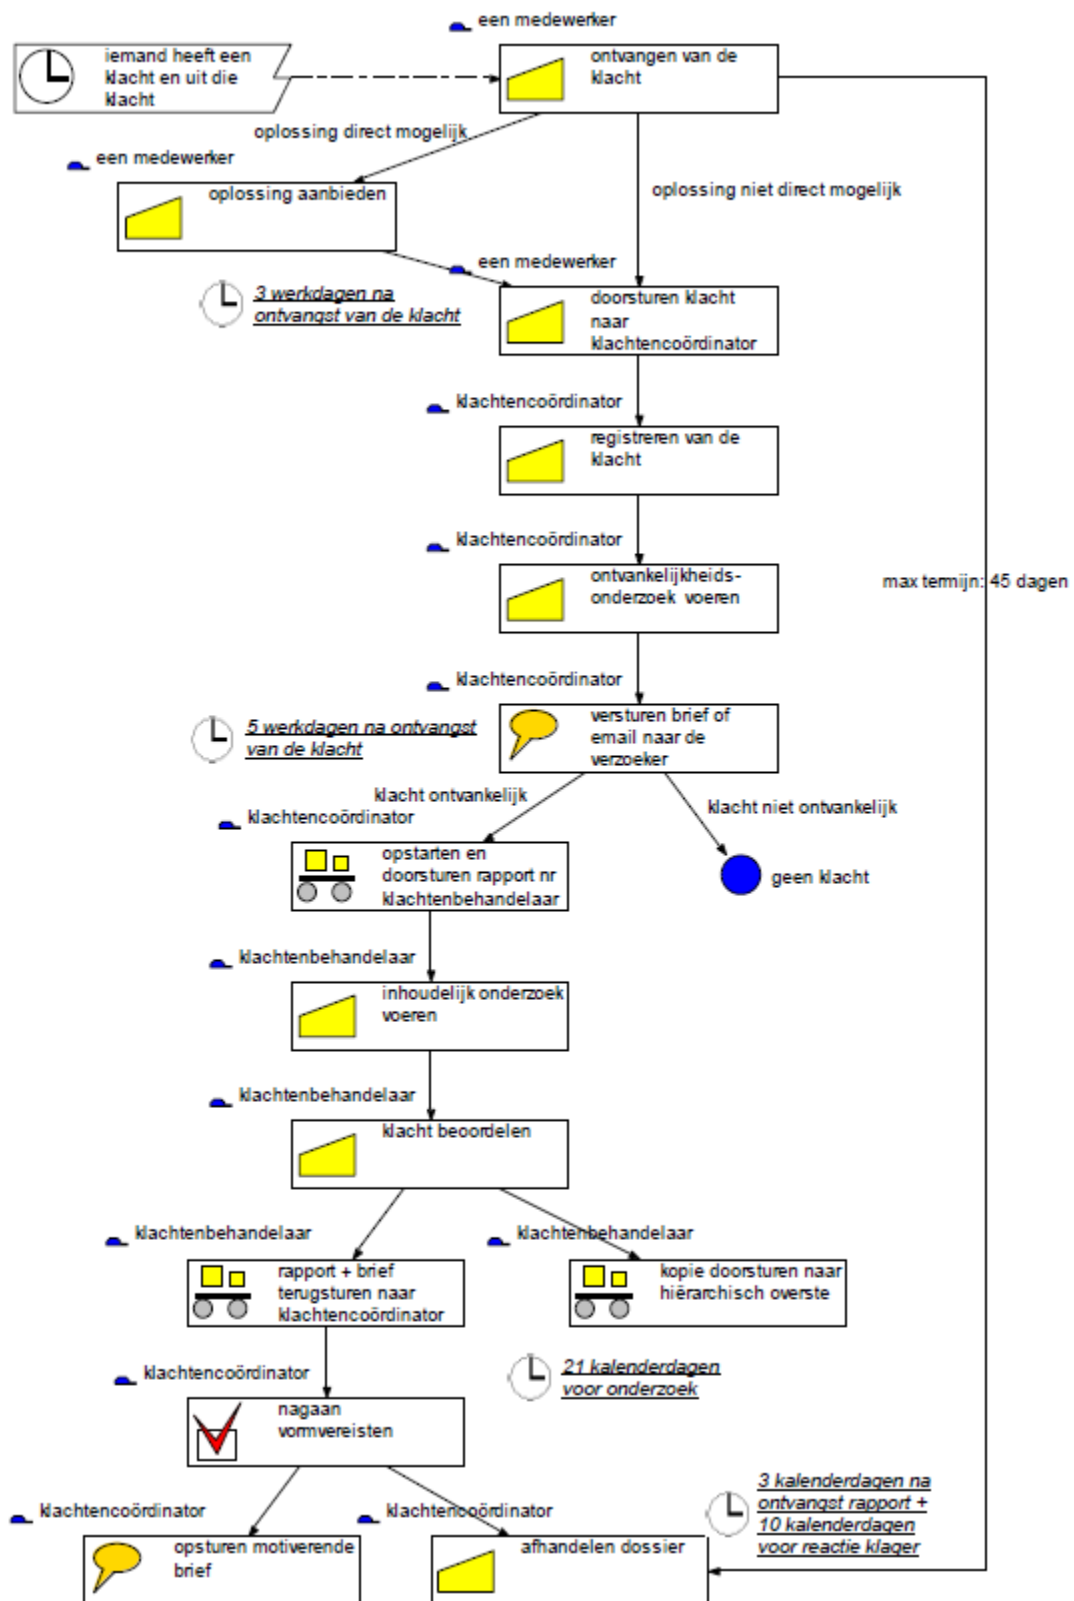 een medewerker
iemand heeft een
klacht en uit die
klacht
ontvangen van de
klacht
oplossing direct mogelijk
een medewerker
oplossing aanbieden
oplossing niet direct mogelijk
een medewerker
3 werkdagen na
ontvangst van de klacht
doorsturen klacht
naar
klachtencoördinator
klachtencoördinator
registreren van de
klacht
klachtencoördinator
ontvankelijkheids-
onderzoek voeren
max termijn: 45 dagen
klachtencoördinator
5 werkdagen na ontvangst
van de klacht
versturen brief of
email naar de
verzoeker
klacht ontvankelijk
klacht niet ontvankelijk
klachtencoördinator
opstarten en
doorsturen rapport nr
klachtenbehandelaar
geen klacht
klachtenbehandelaar
inhoudelijk onderzoek
voeren
klachtenbehandelaar
klacht beoordelen
klachtenbehandelaar
klachtenbehandelaar
rapport + brief
terugsturen naar
klachtencoördinator
kopie doorsturen naar
hiërarchisch overste
klachtencoördinator
21 kalenderdagen
voor onderzoek
nagaan
vormvereisten
klachtencoördinator
klachtencoördinator
3 kalenderdagen na
ontvangst rapport +
10 kalenderdagen
voor reactie klager
opsturen motiverende
brief
afhandelen dossier